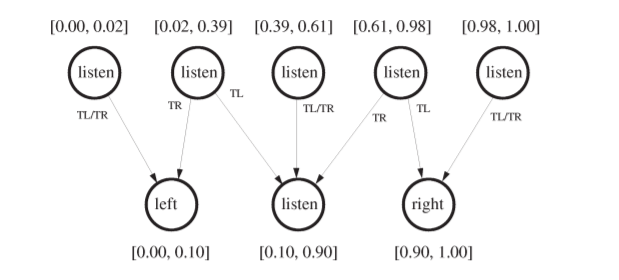 [0.00, 0.02] [0.02, 0.39] [0.39, 0.61] [0.61, 0.98] [0.98, 1.00]
listen listen listen listen listen
TL/TR TR TL TL/TR TR TL TL/TR
left listen right
[0.00, 0.10] [0.10, 0.90] [0.90, 1.00]